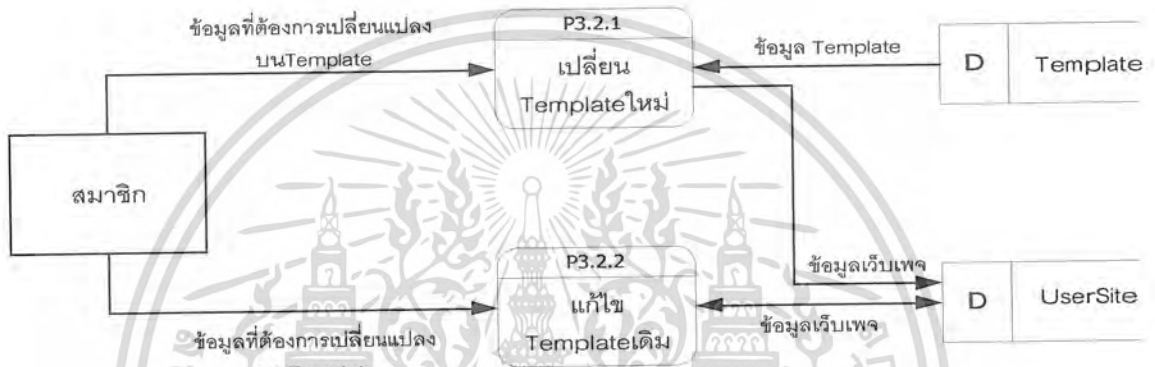 ข้อมูลที่ต้องการเปลี่ยนแปลง
บนTemplate
P3.2.1
เปลี่ยน
Templateใหม่
ข้อมูล Template
D
Template
สมาชิก
P3.2.2
แก้ไข
Templateเดิม
ข้อมูลเว็บเพจ
ข้อมูลเว็บเพจ
D
UserSite
ข้อมูลที่ต้องการเปลี่ยนแปลง